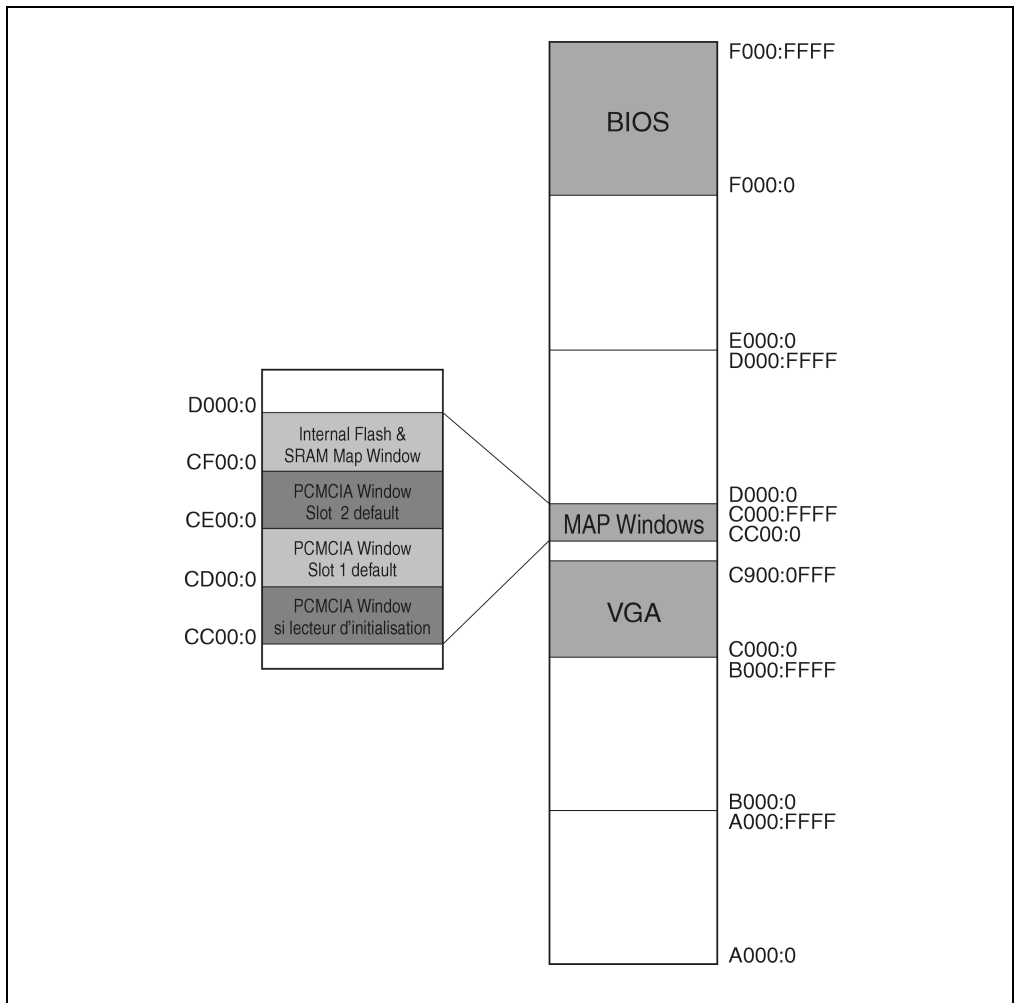 F000:FFFF
BIOS
F000:0
E000:0
D000:FFFF
D000:0
Internal Flash &
SRAM Map Window
CF00:0
PCMCIA Window
Slot 2 default
CE00:0
PCMCIA Window
Slot 1 default
CD00:0
PCMCIA Window
si lecteur d'initialisation
CC00:0
D000:0
C000:FFFF
MAP Windows
CC00:0
C900:0FFF
VGA
C000:0
B000:FFFF
B000:0
A000:FFFF
A000:0